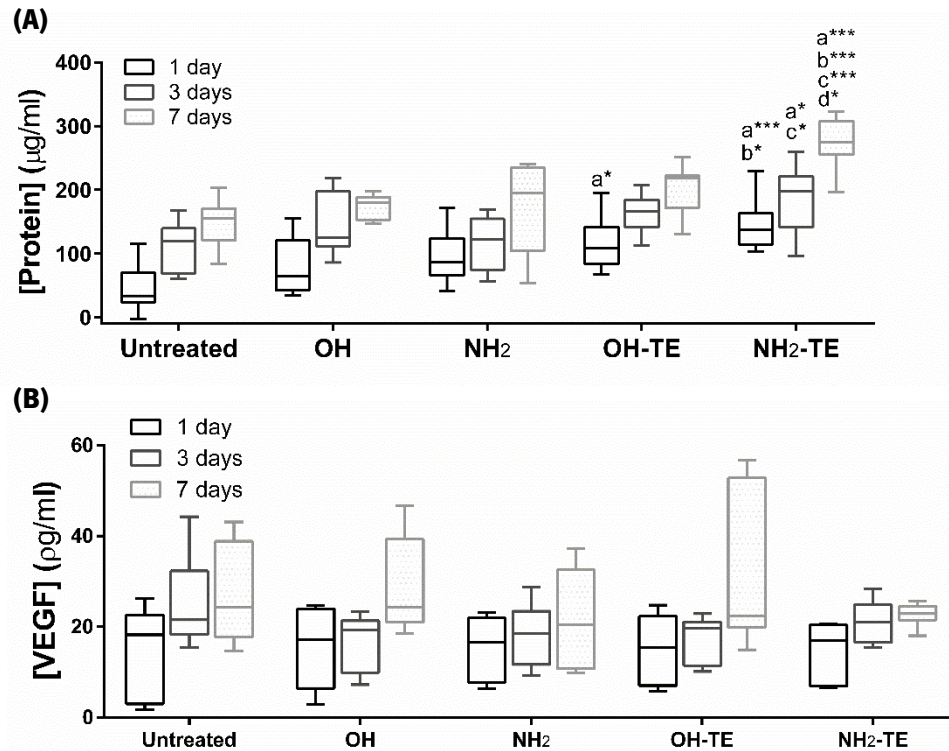 (A)
[Protein] (μg/ml)
400
300
200
100
0
1 day
3 days
7 days
a*
a***
b*
a*
c*
a***
b***
c***
d*
Untreated OH NH2 OH-TE NH2-TE
(B)
[VEGF] (ρg/ml)
60
40
20
0
1 day
3 days
7 days
Untreated OH NH2 OH-TE NH2-TE